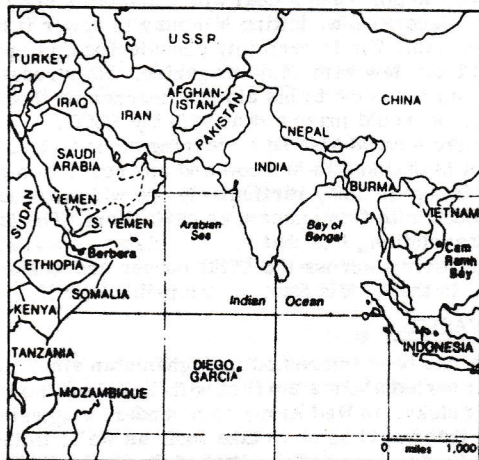 U.S.S.R.
TURKEY
AFGHAN-
ISTAN
CHINA
IRAQ
IRAN
PAKISTAN
NEPAL
SAUDI
ARABIA
INDIA
BURMA
YEMEN
S. YEMEN
Arabian
Sea
Bay of
Bengal
VIETNAM
SUDAN
Berbera
Cam
Ranh
Bay
ETHIOPIA
SOMALIA
Indian Ocean
KENYA
INDONESIA
TANZANIA
DIEGO
GARCIA
MOZAMBIQUE
0 1,000
miles